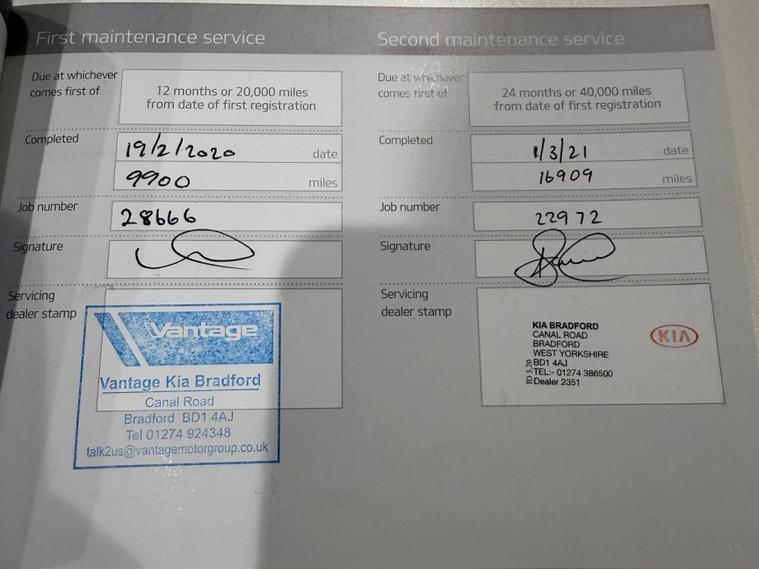 First maintenance service
Due at whichever
comes first of
12 months or 20,000 miles
from date of first registration
Completed
19/2/2020 date
9900 miles
Job number
28666
Signature
Servicing
dealer stamp
Vantage
Vantage Kia Bradford
Canal Road
Bradford BD1 4AJ
Tel 01274 924348
talk2us@vantagemotorgroup.co.uk
Second maintenance service
Due at whichever
comes first of
24 months or 40,000 miles
from date of first registration
Completed
1/3/21 date
16909 miles
Job number
22972
Signature
Servicing
dealer stamp
KIA BRADFORD
CANAL ROAD
BRADFORD
WEST YORKSHIRE
BD1 4AJ
TEL:- 01274 386500
Dealer 2351
KIA